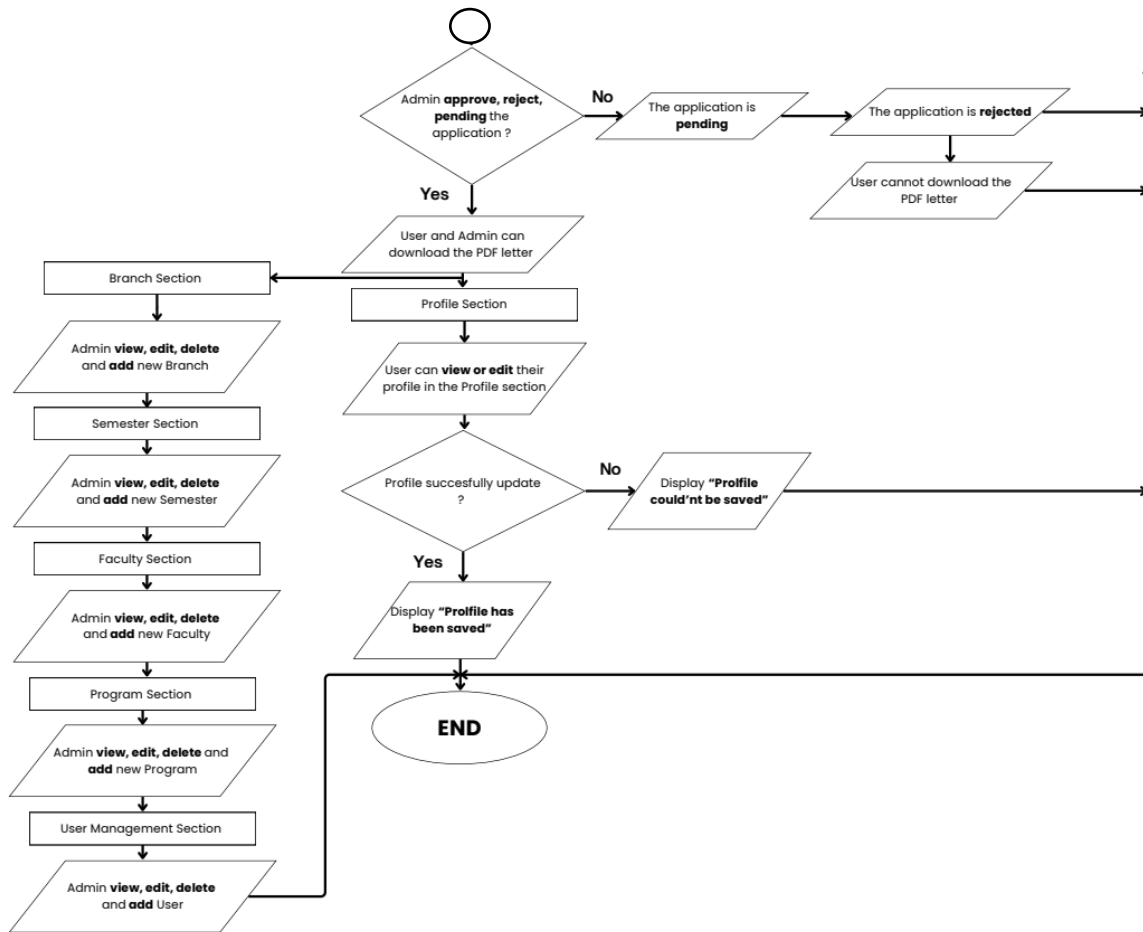 Admin approve, reject,
pending the
application ?
No
The application is
pending
The application is rejected
User cannot download the
PDF letter
Yes
User and Admin can
download the PDF letter
Branch Section
Profile Section
Admin view, edit, delete
and add new Branch
User can view or edit their
profile in the Profile section
Semester Section
Admin view, edit, delete
and add new Semester
Profile succesfully update
?
No
Display “Prolfile
could’nt be saved”
Faculty Section
Yes
Admin view, edit, delete
and add new Faculty
Display “Prolfile has
been saved”
Program Section
END
Admin view, edit, delete and
add new Program
User Management Section
Admin view, edit, delete
and add User